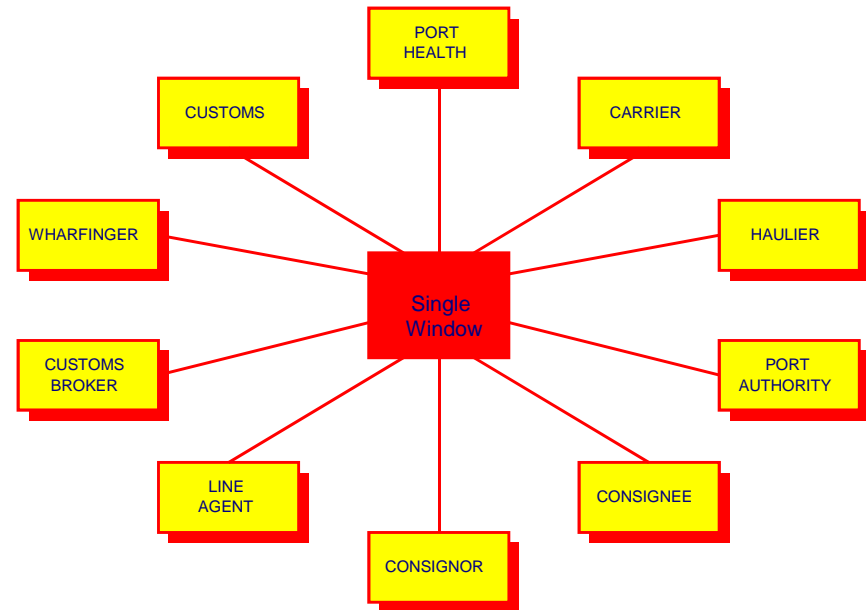 PORT
HEALTH
CUSTOMS
CARRIER
WHARFINGER
HAULIER
Single
Window
CUSTOMS
BROKER
PORT
AUTHORITY
LINE
AGENT
CONSIGNEE
CONSIGNOR